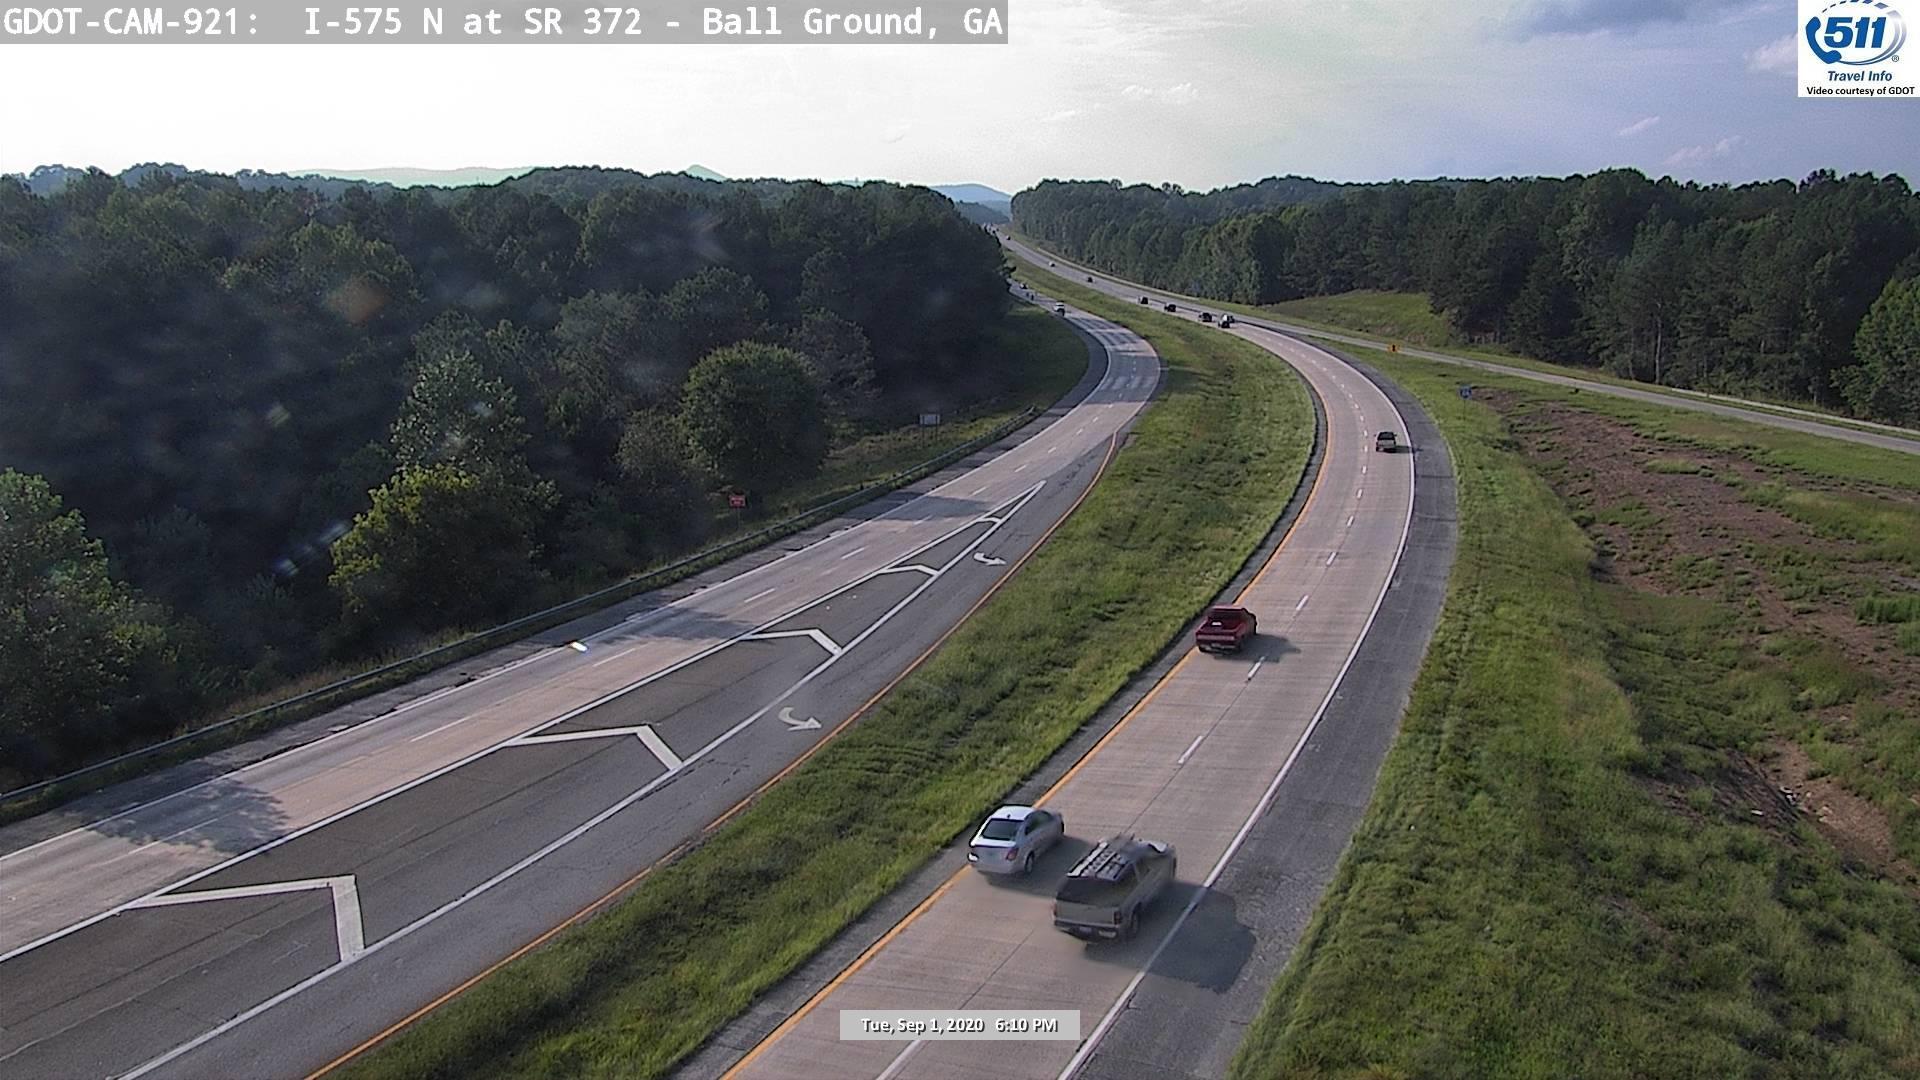 GDOT-CAM-921: I-575 N at SR 372 - Ball Ground, GA
511
Travel Info
Video courtesy of GDOT
Tue, Sep 1, 2020 6:10 PM